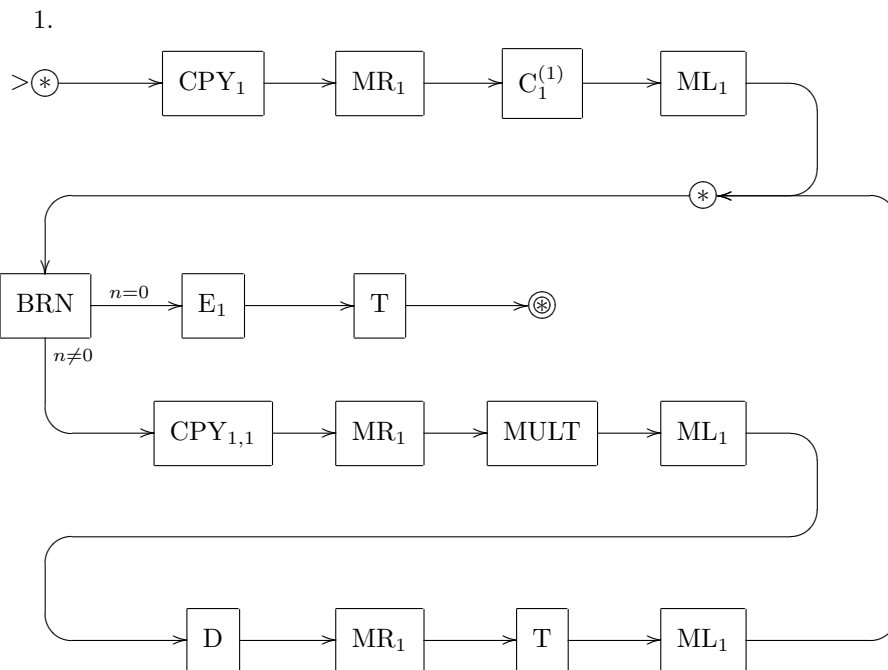 1.
> * CPY₁ MR₁ C₁⁽¹⁾ ML₁
*
BRN n=0 E₁ T ⊛
n≠0
CPY₁,₁ MR₁ MULT ML₁
D MR₁ T ML₁